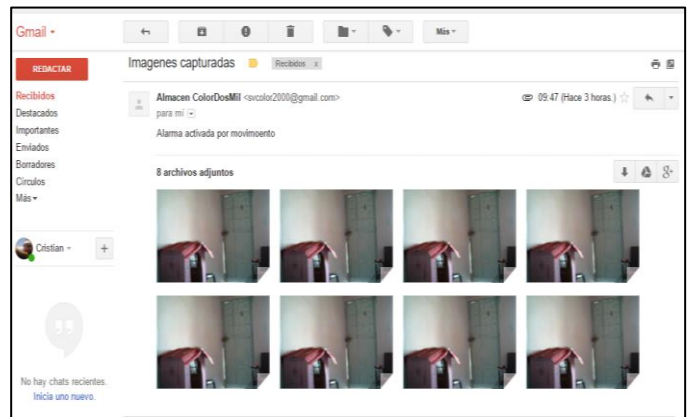 Gmail
Más
REDACTAR
Imagenes capturadas
Recibidos x
Recibidos
Destacados
Importantes
Enviados
Borradores
Círculos
Más
Almacen ColorDosMil <svcolor2000@gmail.com>
09:47 (Hace 3 horas.)
para mí
Alarma activada por movimoento
8 archivos adjuntos
Cristian
+
No hay chats recientes.
Inicia uno nuevo.